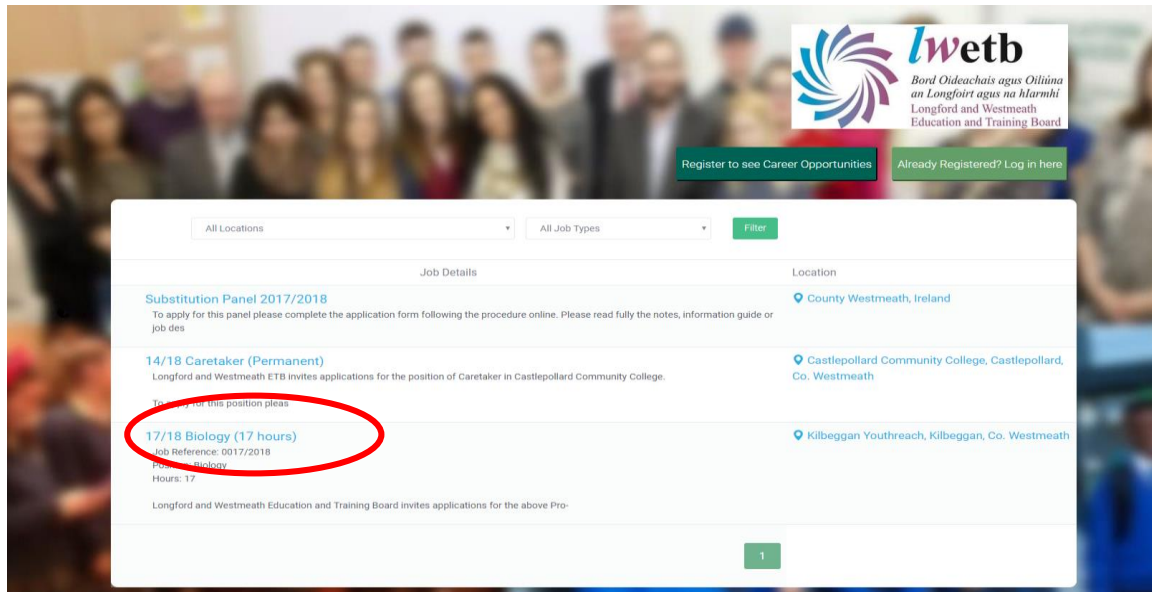 lwetb
Bord Oideachais agus Oiliúna
an Longfoirt agus na hIarmhí
Longford and Westmeath
Education and Training Board
Register to see Career Opportunities
Already Registered? Log in here
All Locations
All Job Types
Filter
Job Details
Location
Substitution Panel 2017/2018
County Westmeath, Ireland
To apply for this panel please complete the application form following the procedure online. Please read fully the notes, information guide or
job des
14/18 Caretaker (Permanent)
Castlepollard Community College, Castlepollard,
Co. Westmeath
Longford and Westmeath ETB invites applications for the position of Caretaker in Castlepollard Community College.
To apply for this position pleas
17/18 Biology (17 hours)
Kilbeggan Youthreach, Kilbeggan, Co. Westmeath
Job Reference: 0017/2018
Position: Biology
Hours: 17
Longford and Westmeath Education and Training Board invites applications for the above Pro-
1